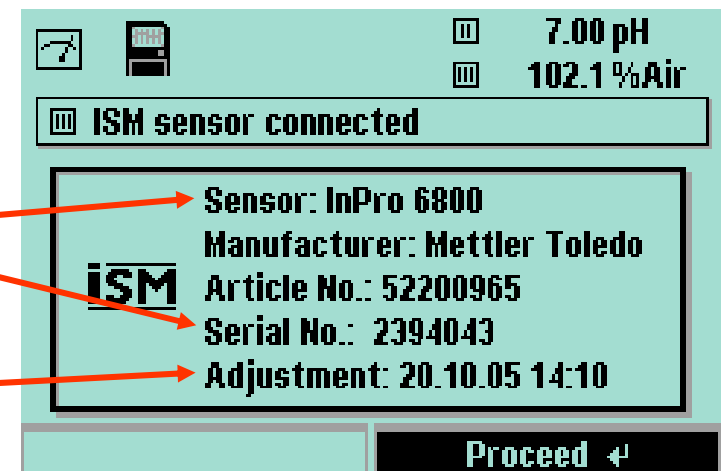 7.00 pH
102.1 %Air
ISM sensor connected
Sensor: InPro 6800
Manufacturer: Mettler Toledo
iSM
Article No.: 52200965
Serial No.: 2394043
Adjustment: 20.10.05 14:10
Proceed ↵